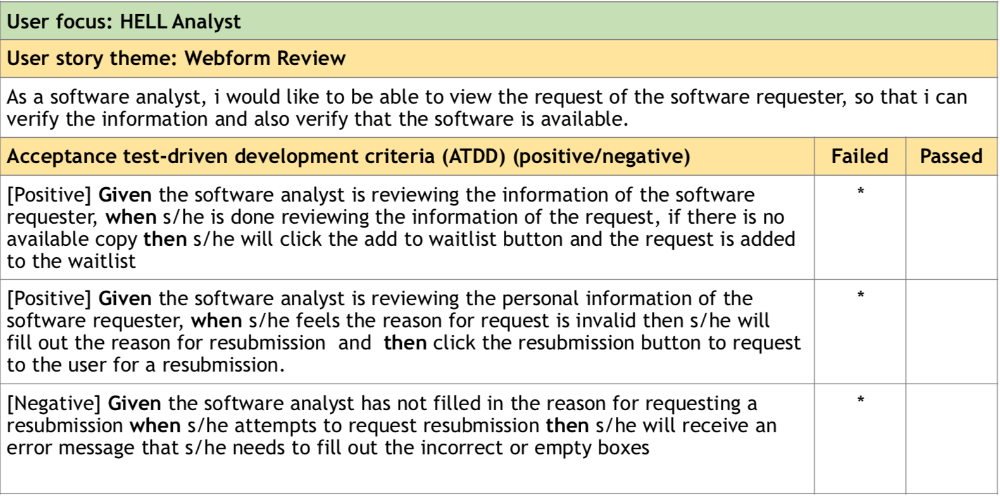 User focus: HELL Analyst
User story theme: Webform Review
As a software analyst, i would like to be able to view the request of the software requester, so that i can
verify the information and also verify that the software is available.
Acceptance test-driven development criteria (ATDD) (positive/negative) Failed Passed
[Positive] Given the software analyst is reviewing the information of the software *
requester, when s/he is done reviewing the information of the request, if there is no
available copy then s/he will click the add to waitlist button and the request is added
to the waitlist
[Positive] Given the software analyst is reviewing the personal information of the *
software requester, when s/he feels the reason for request is invalid then s/he will
fill out the reason for resubmission and then click the resubmission button to request
to the user for a resubmission.
[Negative] Given the software analyst has not filled in the reason for requesting a *
resubmission when s/he attempts to request resubmission then s/he will receive an
error message that s/he needs to fill out the incorrect or empty boxes